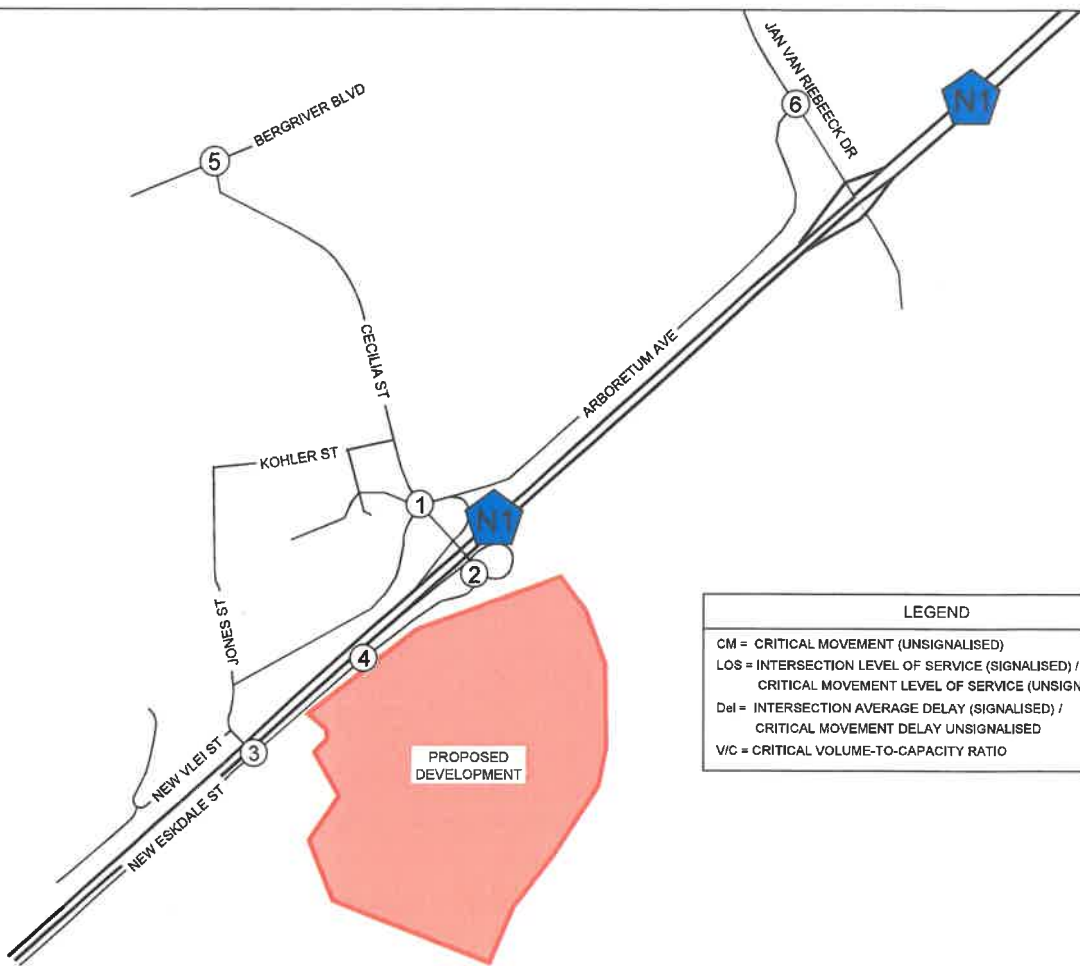 JAN VAN RIEBEECK DR
N1
6
BERGRIVER BLVD
5
CECILIA ST
ARBORETUM AVE
KOHLER ST
1
N1
2
JONES ST
4
3
NEW VLEI ST
NEW ESKDALE ST
PROPOSED
DEVELOPMENT
LEGEND
CM = CRITICAL MOVEMENT (UNSIGNALISED)
LOS = INTERSECTION LEVEL OF SERVICE (SIGNALISED) /
CRITICAL MOVEMENT LEVEL OF SERVICE (UNSIGN
Del = INTERSECTION AVERAGE DELAY (SIGNALISED) /
CRITICAL MOVEMENT DELAY UNSIGNALISED
V/C = CRITICAL VOLUME-TO-CAPACITY RATIO